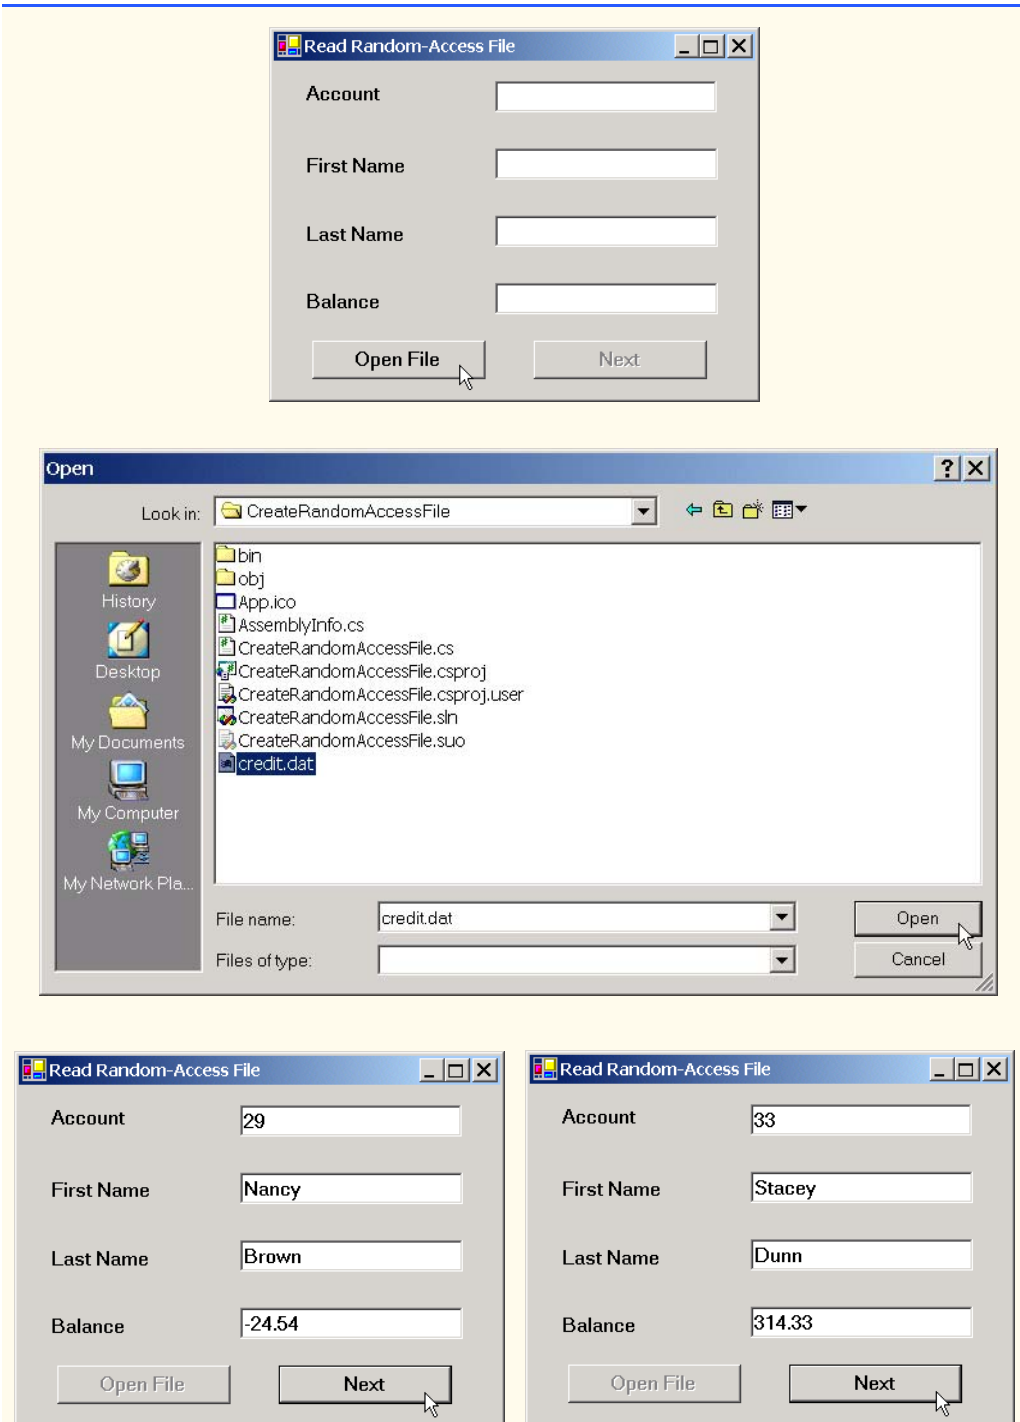 Read Random-Access File
Account
First Name
Last Name
Balance
Open File Next
Open
Look in: CreateRandomAccessFile
History
Desktop
My Documents
My Computer
My Network Pla...
bin
obj
App.ico
AssemblyInfo.cs
CreateRandomAccessFile.cs
CreateRandomAccessFile.csproj
CreateRandomAccessFile.csproj.user
CreateRandomAccessFile.sln
CreateRandomAccessFile.suo
credit.dat
File name: credit.dat Open
Files of type: Cancel
Read Random-Access File
Account 29
First Name Nancy
Last Name Brown
Balance -24.54
Open File Next
Read Random-Access File
Account 33
First Name Stacey
Last Name Dunn
Balance 314.33
Open File Next